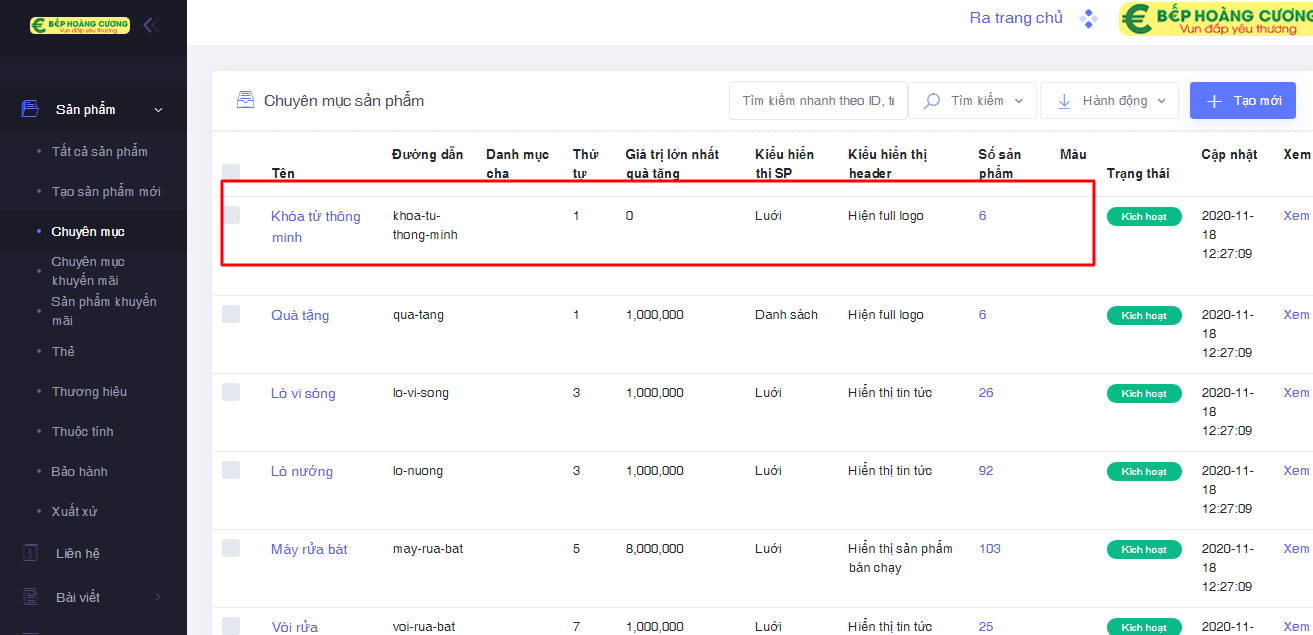 BẾP HOÀNG CƯƠNG
Vun đắp yêu thương
Sản phẩm
Tất cả sản phẩm
Tạo sản phẩm mới
Chuyên mục
Chuyên mục
khuyến mãi
Sản phẩm khuyến
mãi
Thẻ
Thương hiệu
Thuộc tính
Bảo hành
Xuất xứ
Liên hệ
Bài viết
Ra trang chủ
BẾP HOÀNG CƯƠNG
Vun đắp yêu thương
Chuyên mục sản phẩm
Tìm kiếm nhanh theo ID, tê
Tìm kiếm
Hành động
Tạo mới
Tên
Đường dẫn
Danh mục
cha
Thứ
tự
Giá trị lớn nhất
quà tặng
Kiểu hiển
thị SP
Kiểu hiển thị
header
Số sản
phẩm
Màu
Trạng thái
Cập nhật
Xem
Khóa từ thông
minh
khoa-tu-
thong-minh
1
0
Lưới
Hiện full logo
6
Kích hoạt
2020-11-
18
12:27:09
Xem
Quà tặng
qua-tang
1
1,000,000
Danh sách
Hiện full logo
6
Kích hoạt
2020-11-
18
12:27:09
Xem
Lò vi sóng
lo-vi-song
3
1,000,000
Lưới
Hiển thị tin tức
26
Kích hoạt
2020-11-
18
12:27:09
Xem
Lò nướng
lo-nuong
3
1,000,000
Lưới
Hiển thị tin tức
92
Kích hoạt
2020-11-
18
12:27:09
Xem
Máy rửa bát
may-rua-bat
5
8,000,000
Lưới
Hiển thị sản phẩm
bán chạy
103
Kích hoạt
2020-11-
18
12:27:09
Xem
Vòi rửa
voi-rua-bat
7
1,000,000
Lưới
Hiển thị tin tức
25
Kích hoạt
2020-11-
Xem